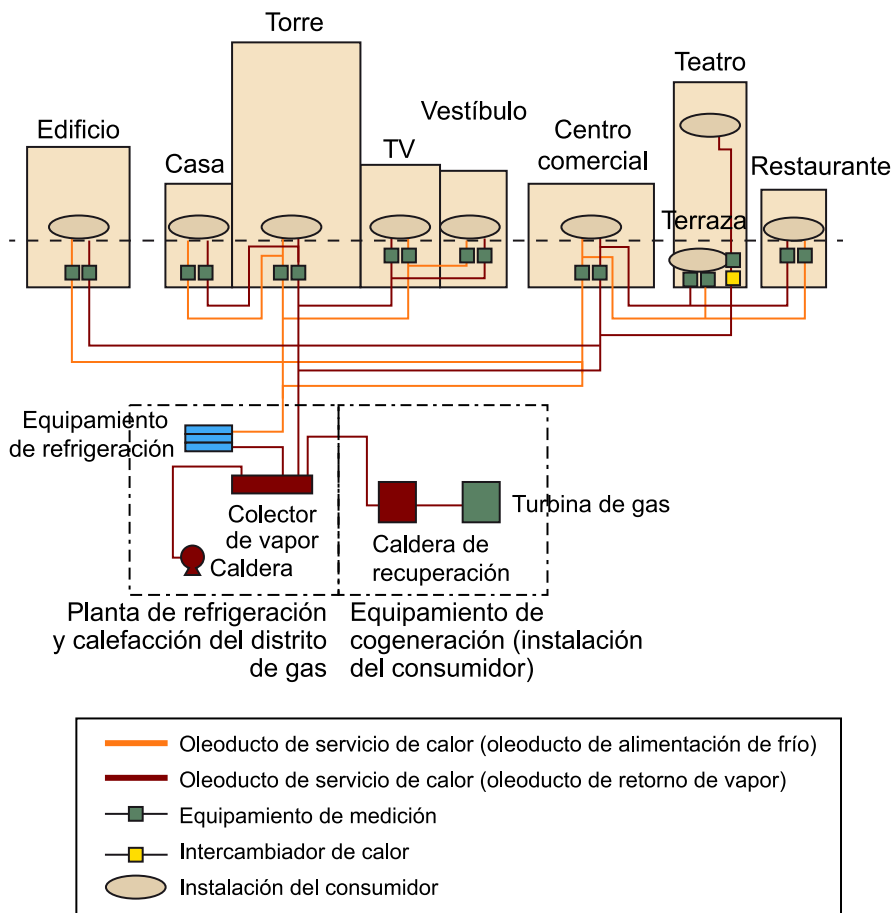 Torre
Teatro
Vestíbulo
Edificio
Centro
comercial
TV
Casa
Restaurante
Terraza
Equipamiento
de refrigeración
Colector
de vapor
Caldera
Turbina de gas
Caldera de
recuperación
Planta de refrigeración
y calefacción del distrito
de gas
Equipamiento de
cogeneración (instalación
del consumidor)
Oleoducto de servicio de calor (oleoducto de alimentación de frío)
Oleoducto de servicio de calor (oleoducto de retorno de vapor)
Equipamiento de medición
Intercambiador de calor
Instalación del consumidor